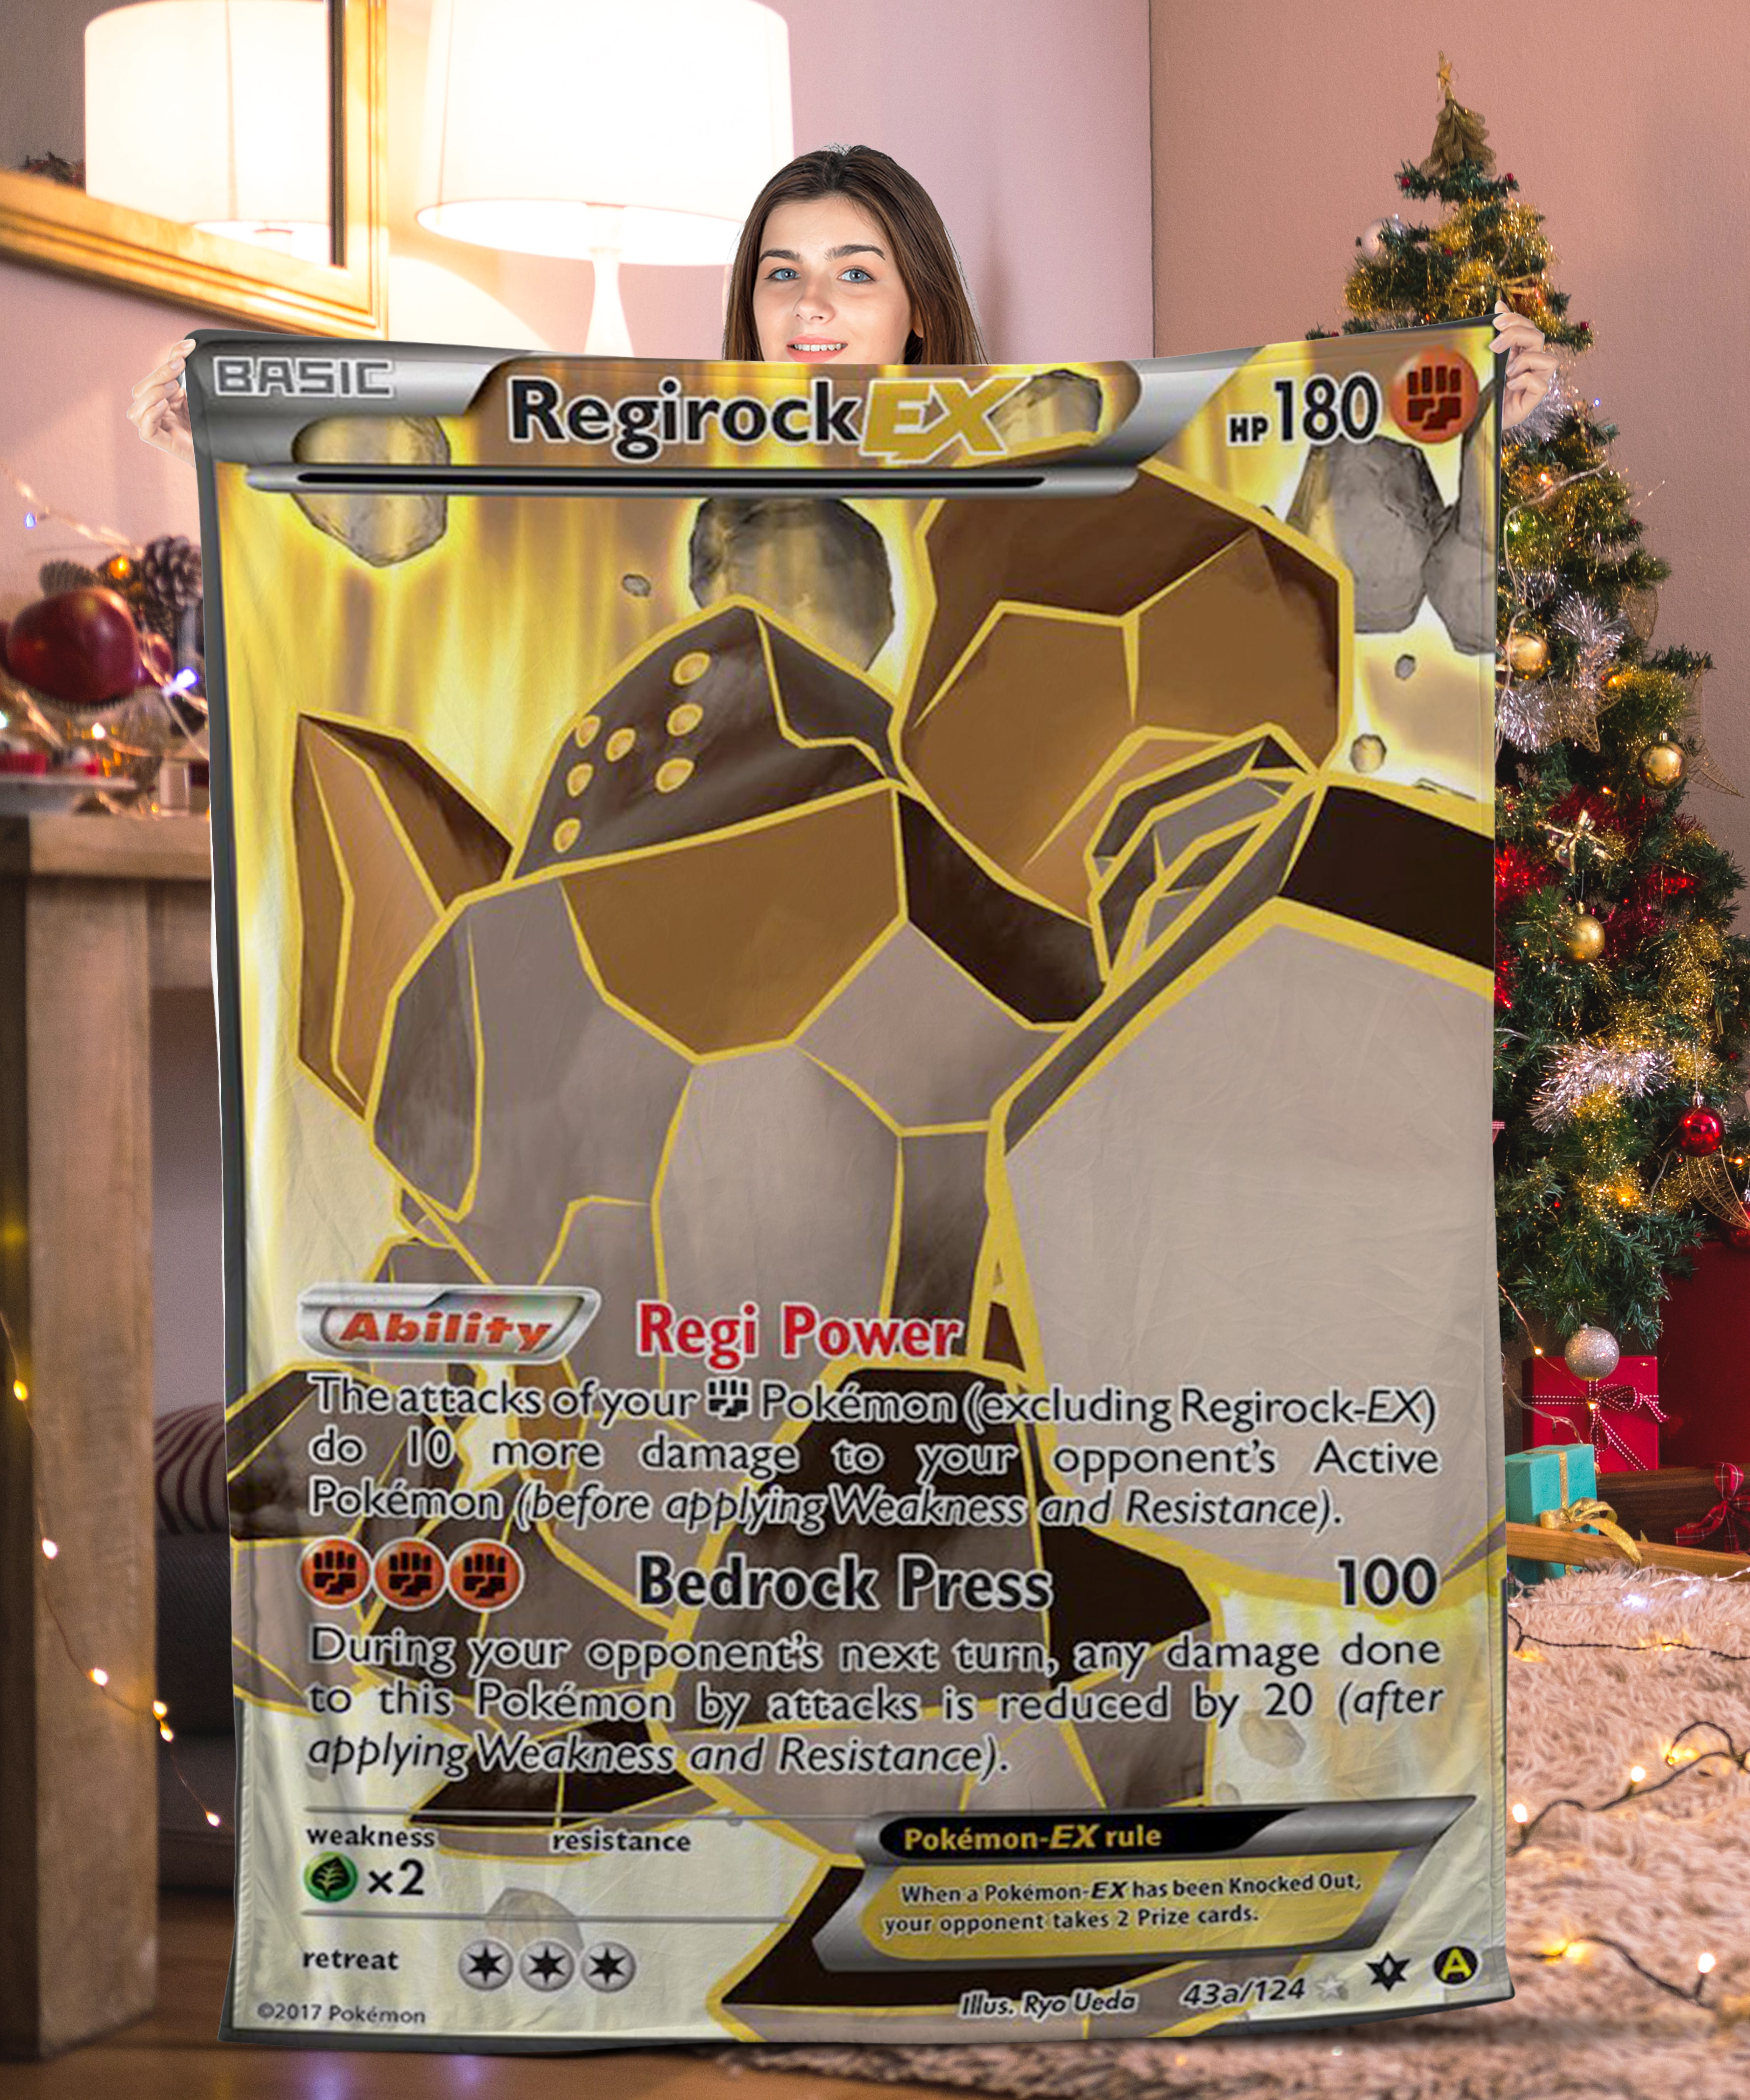 BASIC
RegirockEX HP180
Ability Regi Power
The attacks of your Pokémon (excluding Regirock-EX)
do 10 more damage to your opponent's Active
Pokémon (before applying Weakness and Resistance).
Bedrock Press 100
During your opponent's next turn, any damage done
to this Pokémon by attacks is reduced by 20 (after
applying Weakness and Resistance).
weakness resistance
×2
retreat
Pokémon-EX rule
When a Pokémon-EX has been Knocked Out,
your opponent takes 2 Prize cards.
©2017 Pokémon
Illus. Ryo Ueda 43a/124 A